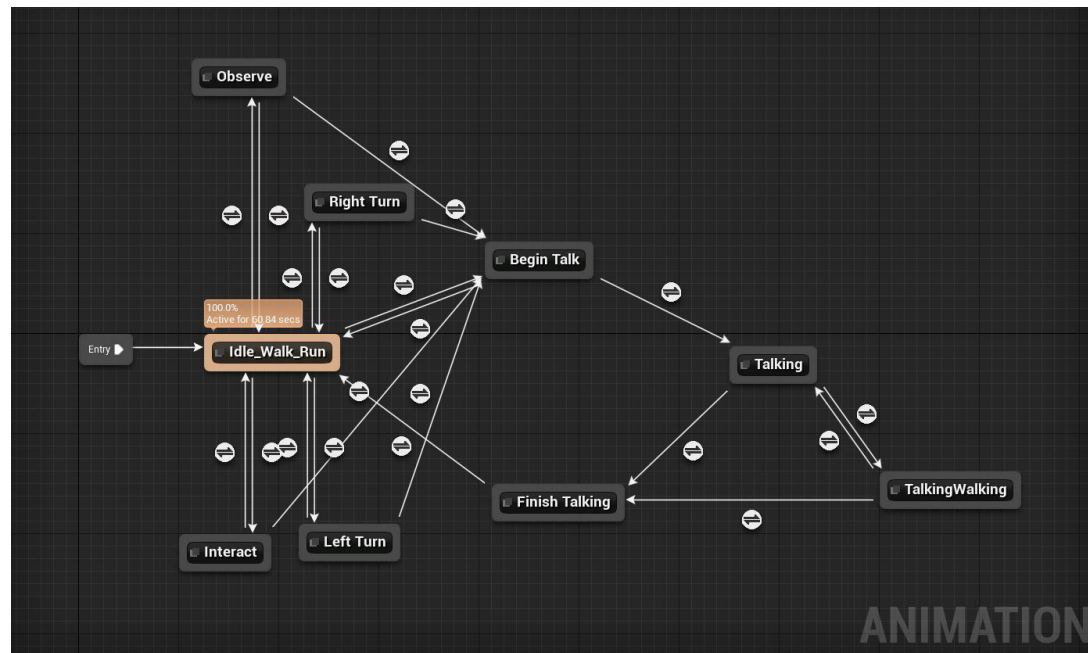 Observe
Right Turn
Begin Talk
100.0%
Active for 60.84 secs
Entry
Idle_Walk_Run
Talking
TalkingWalking
Finish Talking
Left Turn
Interact
ANIMATION